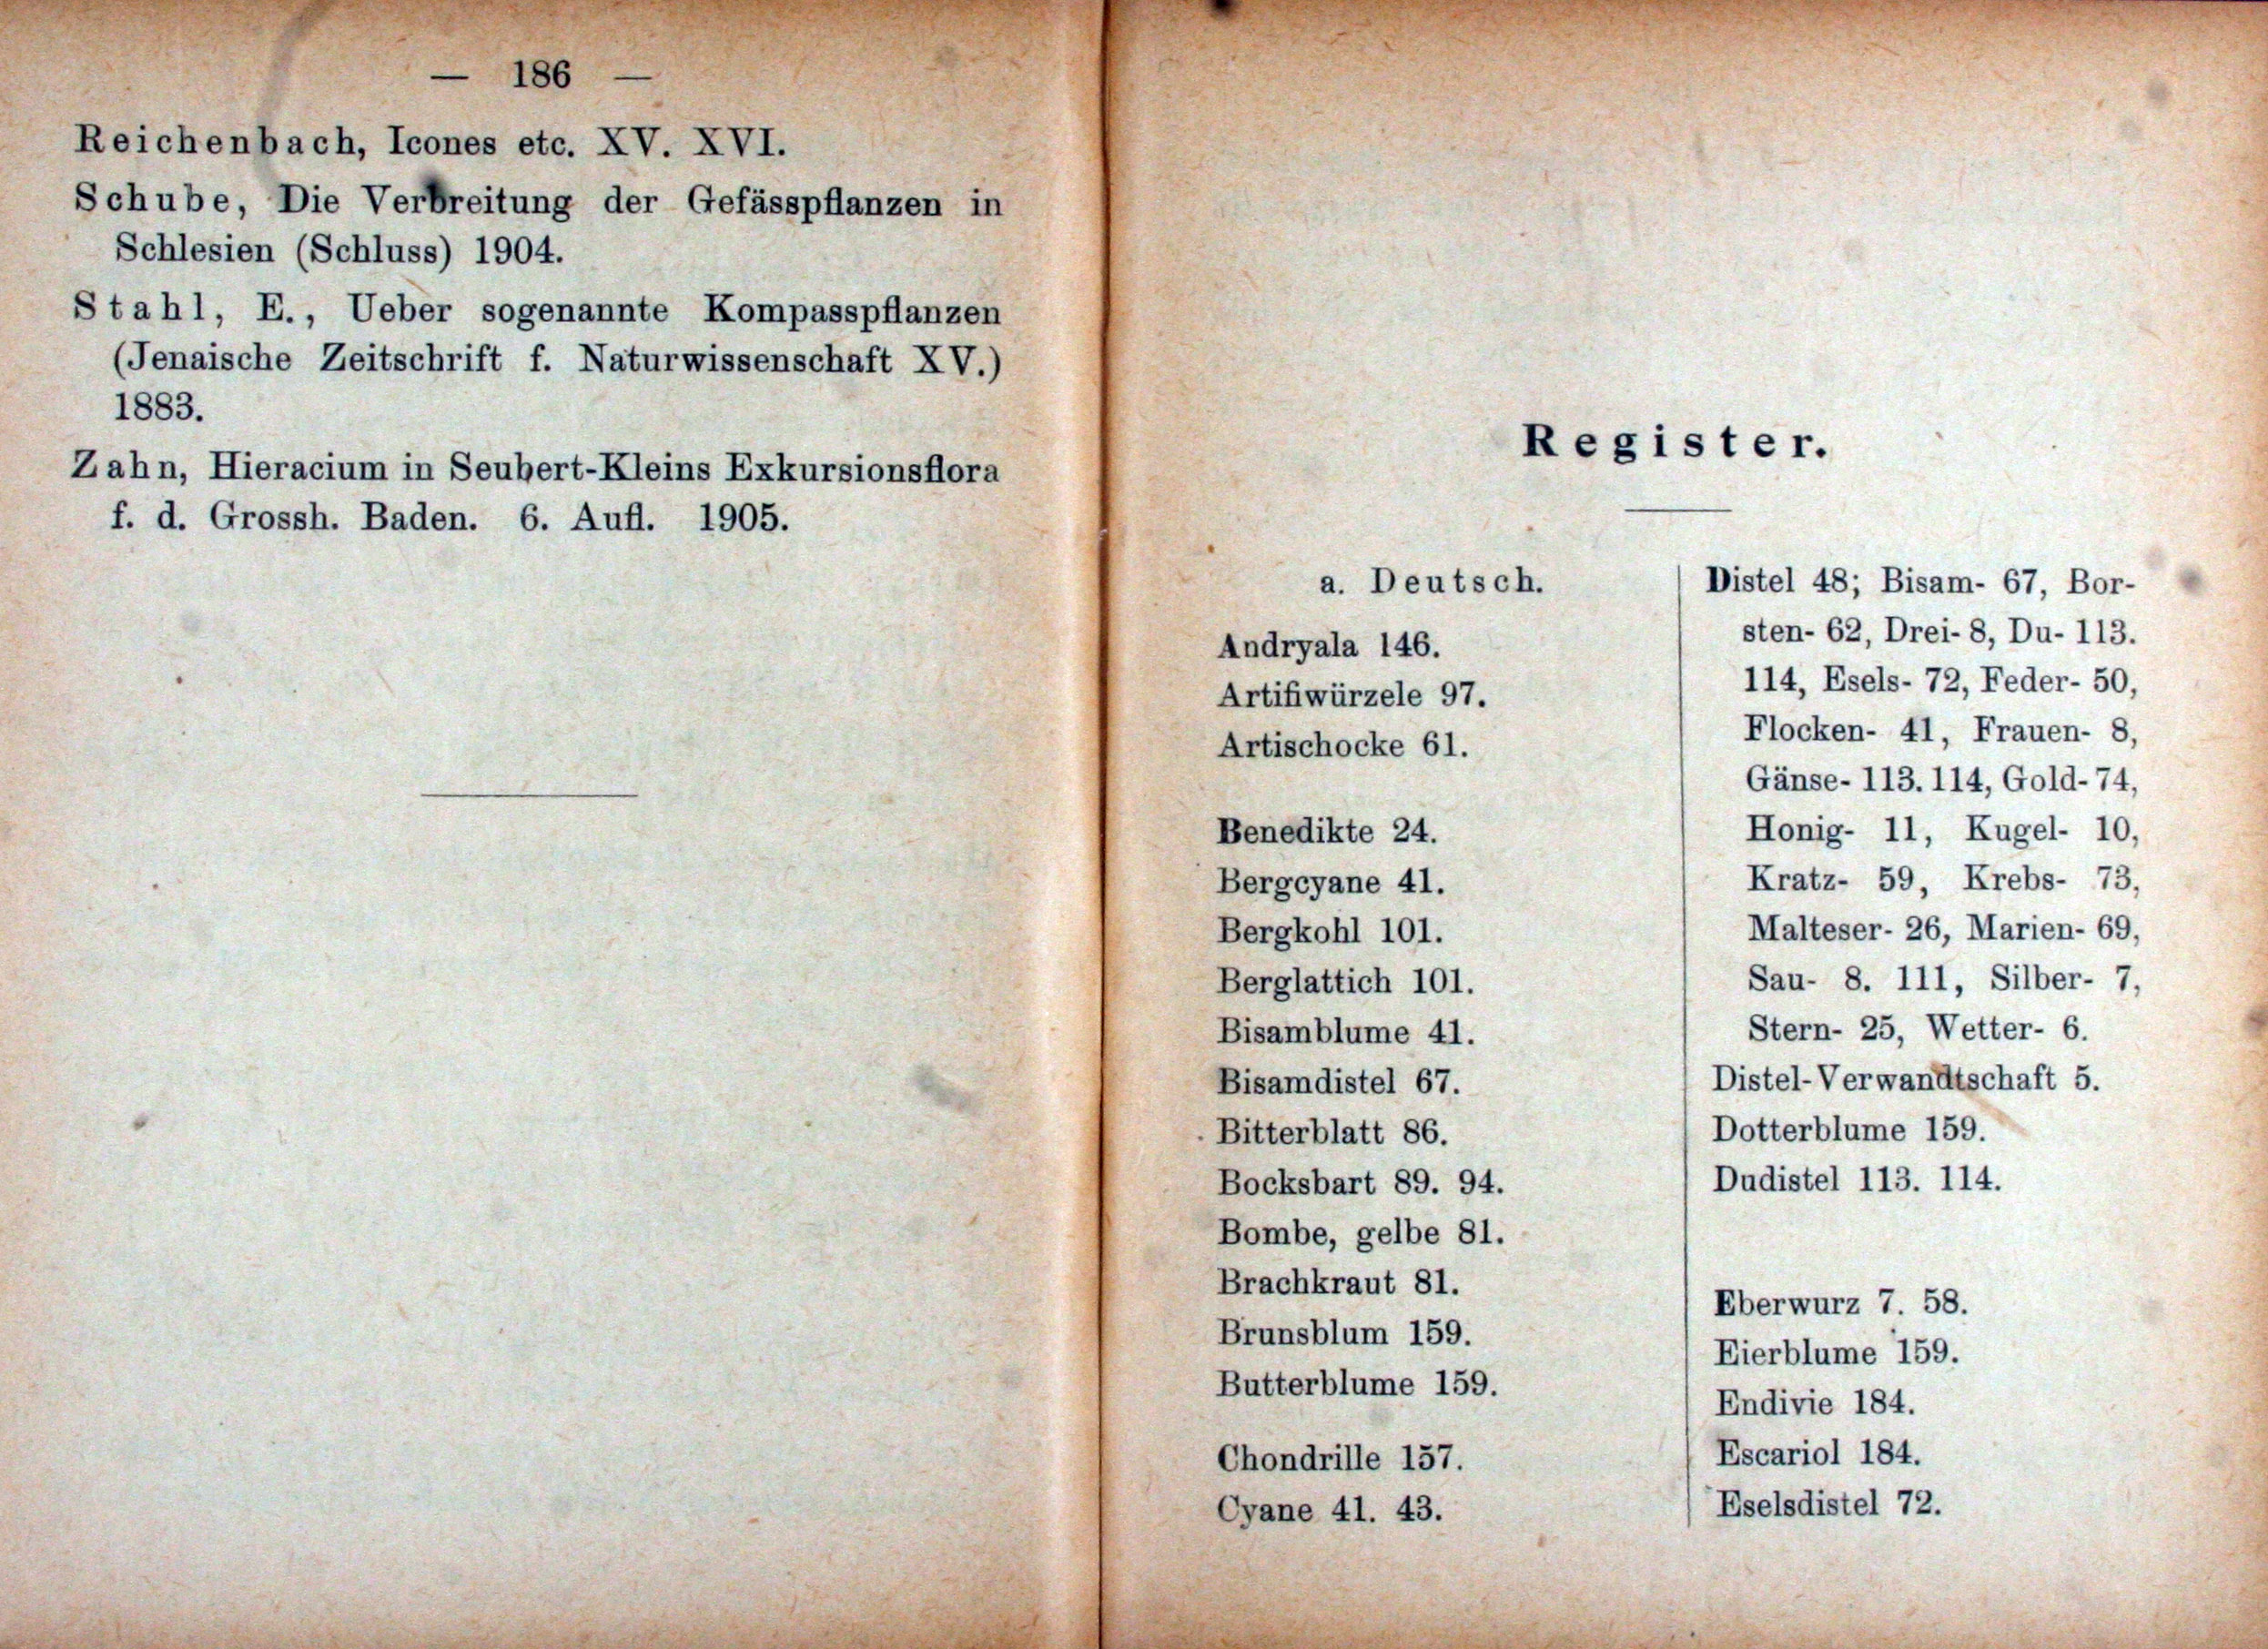 — 186 —
Reichenbach, Icones etc. XV. XVI.
Schube, Die Verbreitung der Gefässpflanzen in
Schlesien (Schluss) 1904.
Stahl, E., Ueber sogenannte Kompasspflanzen
(Jenaische Zeitschrift f. Naturwissenschaft XV.)
1883.
Zahn, Hieracium in Seubert-Kleins Exkursionsflora
f. d. Grossh. Baden. 6. Aufl. 1905.
Register.
a. Deutsch.
Andryala 146.
Artifiwürzele 97.
Artischocke 61.
Benedikte 24.
Bergcyane 41.
Bergkohl 101.
Berglattich 101.
Bisamblume 41.
Bisamdistel 67.
Bitterblatt 86.
Bocksbart 89. 94.
Bombe, gelbe 81.
Brachkraut 81.
Brunsblum 159.
Butterblume 159.
Chondrille 157.
Cyane 41. 43.
Distel 48; Bisam- 67, Bor-
sten- 62, Drei- 8, Du- 113.
114, Esels- 72, Feder- 50,
Flocken- 41, Frauen- 8,
Gänse- 113. 114, Gold- 74,
Honig- 11, Kugel- 10,
Kratz- 59, Krebs- 73,
Malteser- 26, Marien- 69,
Sau- 8. 111, Silber- 7,
Stern- 25, Wetter- 6.
Distel-Verwandtschaft 5.
Dotterblume 159.
Dudistel 113. 114.
Eberwurz 7. 58.
Eierblume 159.
Endivie 184.
Escariol 184.
Eselsdistel 72.